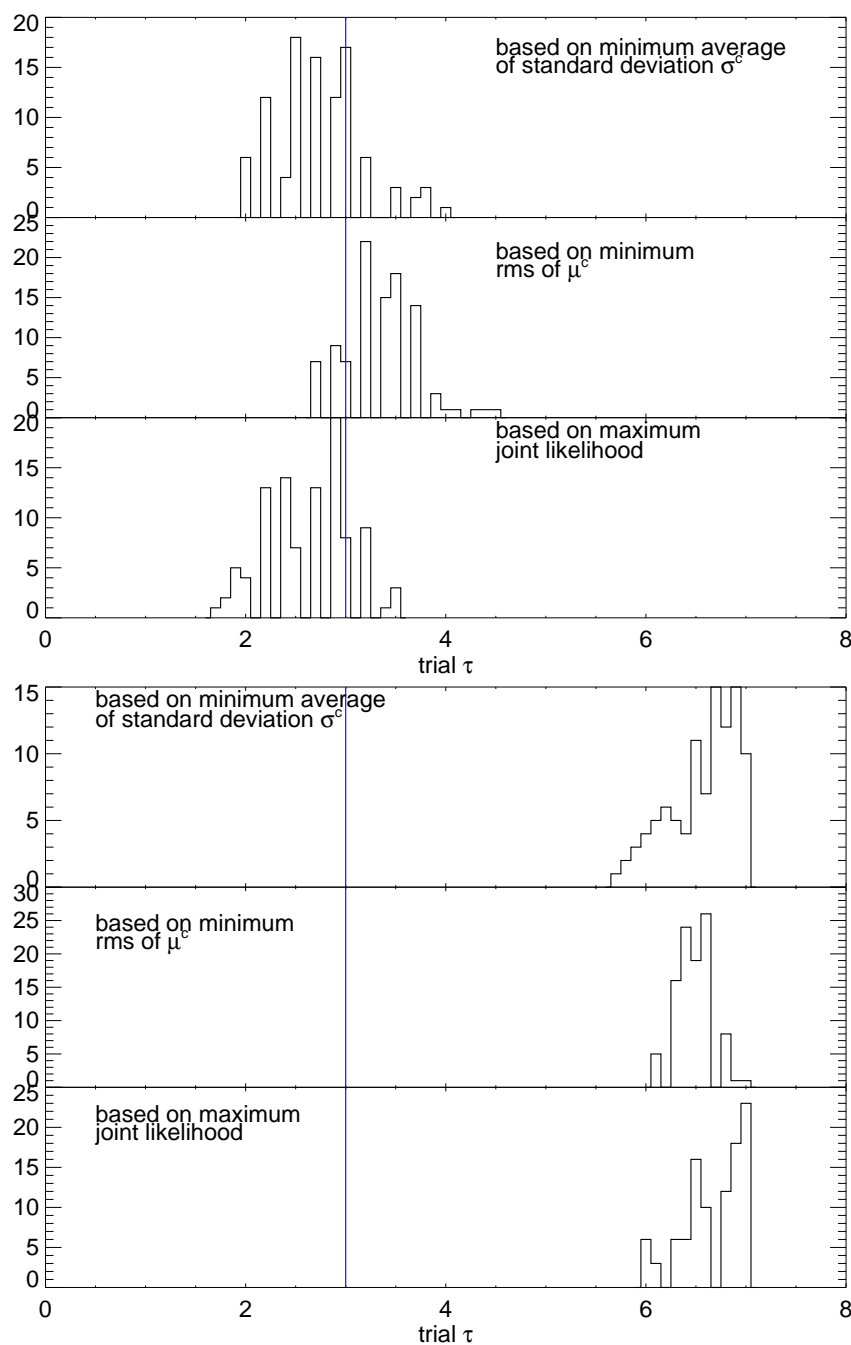 20
based on minimum average
of standard deviation σᶜ
15
10
5
0
25
based on minimum
rms of μᶜ
20
15
10
5
0
20
based on maximum
joint likelihood
15
10
5
0
0 2 4 6 8
trial τ
15
based on minimum average
of standard deviation σᶜ
10
5
0
30
based on minimum
rms of μᶜ
25
20
15
10
5
0
25
based on maximum
joint likelihood
20
15
10
5
0
0 2 4 6 8
trial τ